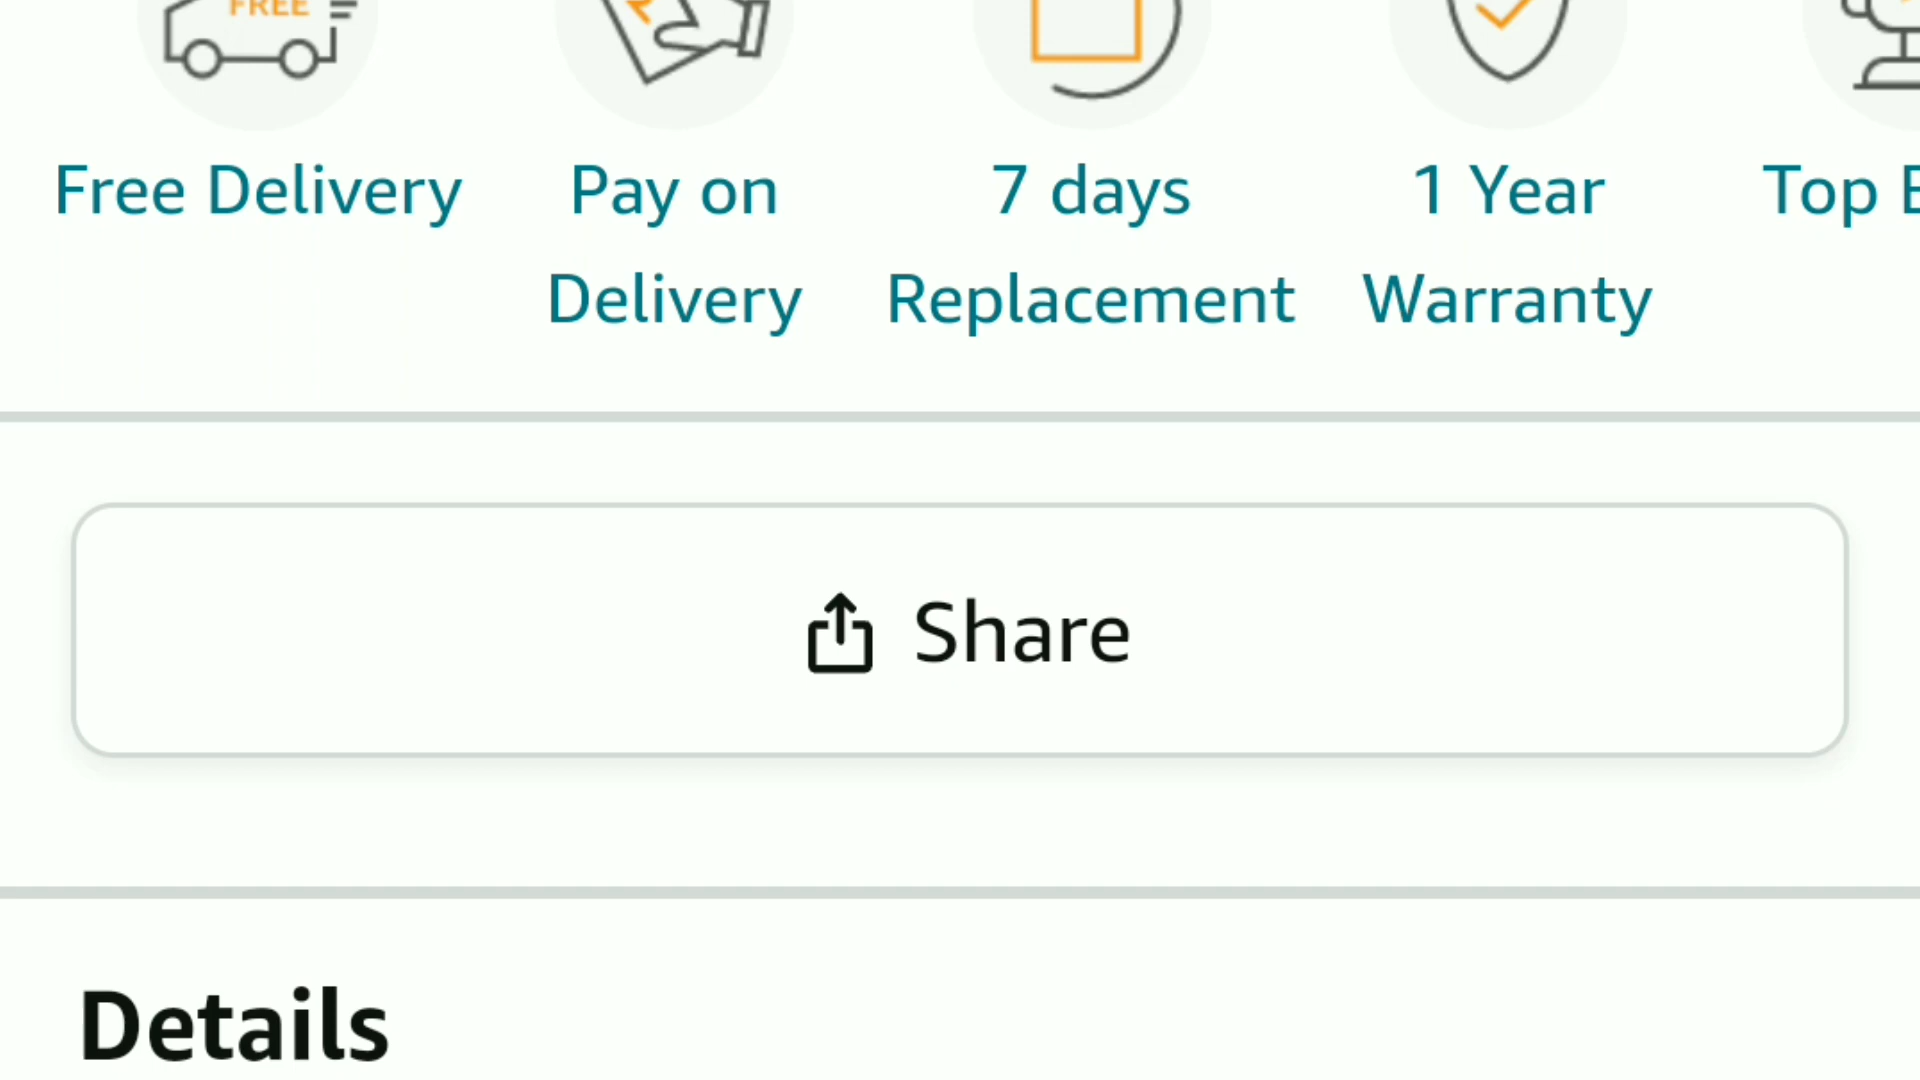 FREE
Free Delivery
Pay on
Delivery
7 days
Replacement
1 Year
Warranty
Top
Share
Details